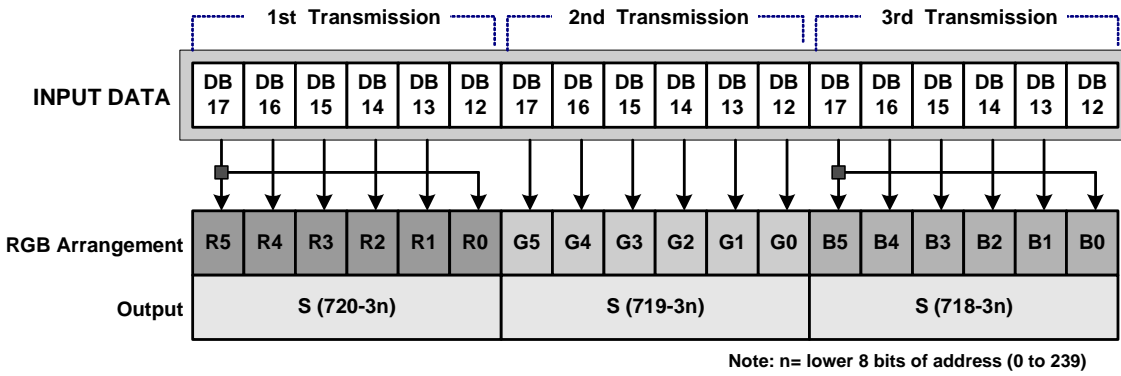 1st Transmission 2nd Transmission 3rd Transmission
INPUT DATA DB 17 DB 16 DB 15 DB 14 DB 13 DB 12 DB 17 DB 16 DB 15 DB 14 DB 13 DB 12 DB 17 DB 16 DB 15 DB 14 DB 13 DB 12
RGB Arrangement R5 R4 R3 R2 R1 R0 G5 G4 G3 G2 G1 G0 B5 B4 B3 B2 B1 B0
Output S (720-3n) S (719-3n) S (718-3n)
Note: n= lower 8 bits of address (0 to 239)